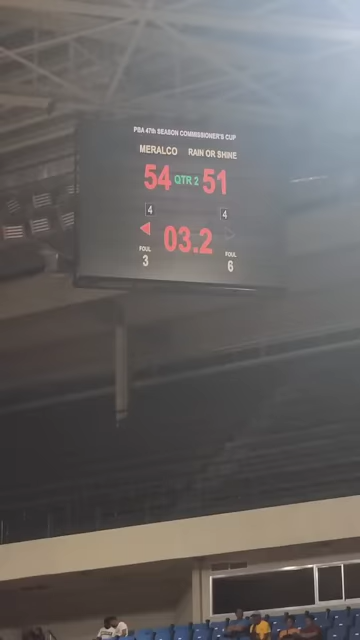 PBA 47th SEASON COMMISSIONER'S CUP
MERALCO RAIN OR SHINE
54 QTR 2 51
4 4
03.2
FOUL FOUL
3 6